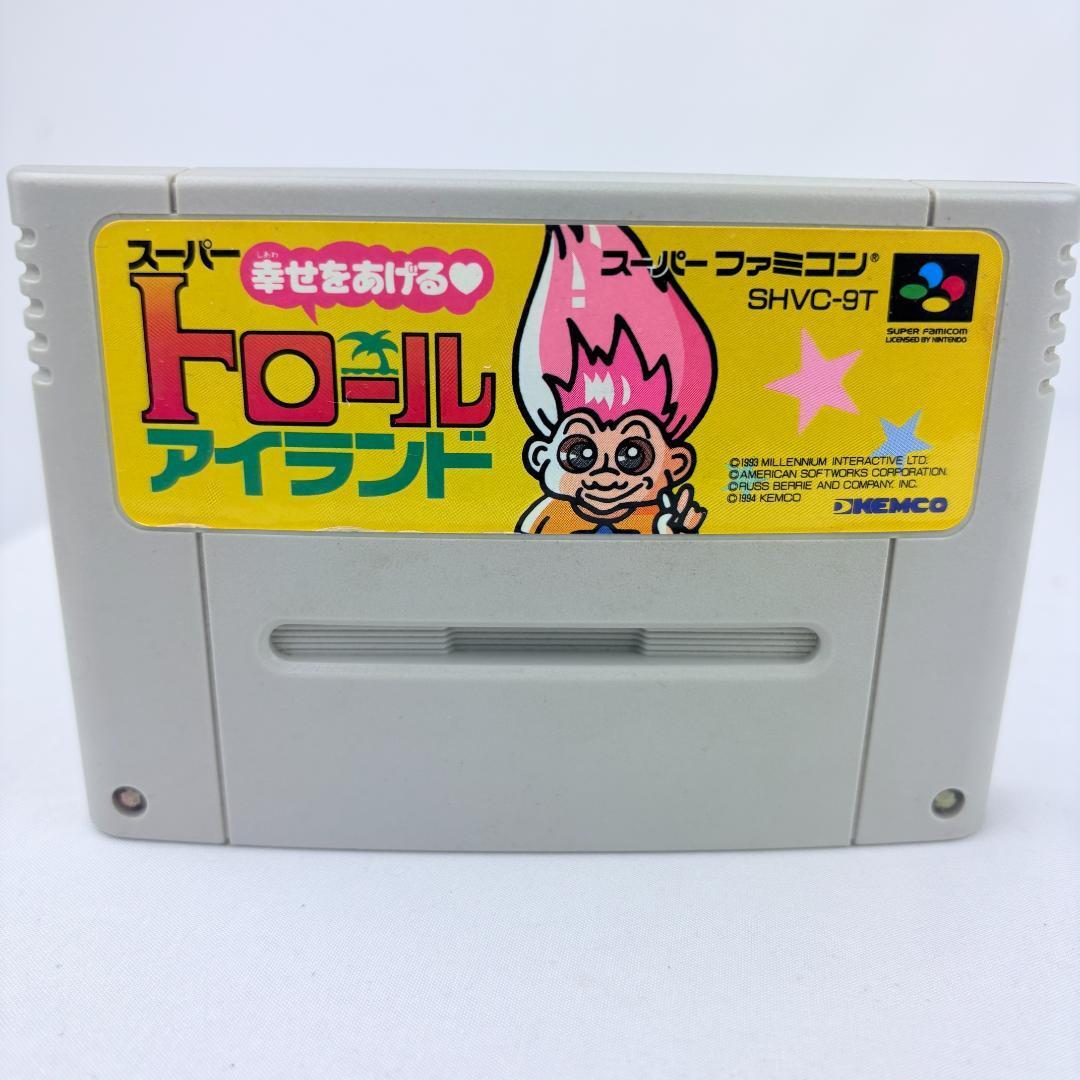 スーパー
しあわ
幸せをあげる♥
トロール
アイランド
スーパーファミコン®
SHVC-9T
SUPER FAMICOM
LICENSED BY NINTENDO
©1993 MILLENNIUM INTERACTIVE LTD.
©AMERICAN SOFTWORKS CORPORATION.
©RUSS BERRIE AND COMPANY, INC.
©1994 KEMCO
KEMCO